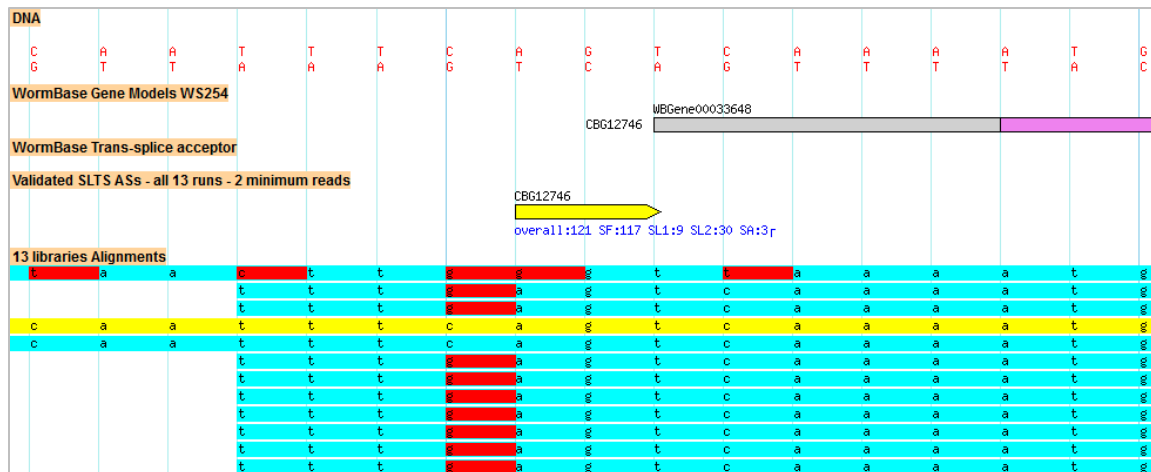 DNA
C A A T T T C A G T C A A A A T G
G T T A A A G T C A G T T T T A C
WormBase Gene Models WS254
WBGene00033648
CBG12746
WormBase Trans-splice acceptor
Validated SLTS ASs - all 13 runs - 2 minimum reads
CBG12746
overall:121 SF:117 SL1:9 SL2:30 SA:3
13 libraries Alignments
t a a c t t g g g t t a a a a t g
t t t g a g t c a a a a t g
t t t g a g t c a a a a t g
c a a t t t c a g t c a a a a t g
c a a t t t c a g t c a a a a t g
t t t g a g t c a a a a t g
t t t g a g t c a a a a t g
t t t g a g t c a a a a t g
t t t g a g t c a a a a t g
t t t g a g t c a a a a t g
t t t g a g t c a a a a t g
t t t g a g t c a a a a t g